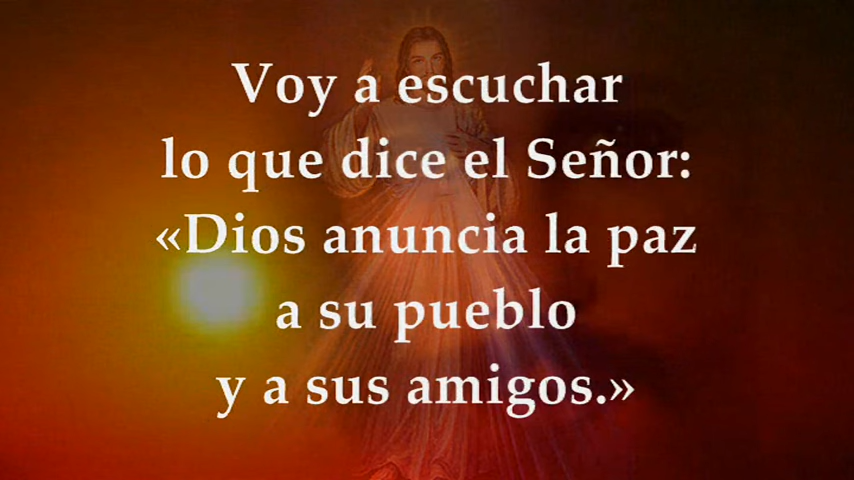 Voy a escuchar
lo que dice el Señor:
«Dios anuncia la paz
a su pueblo
y a sus amigos.»